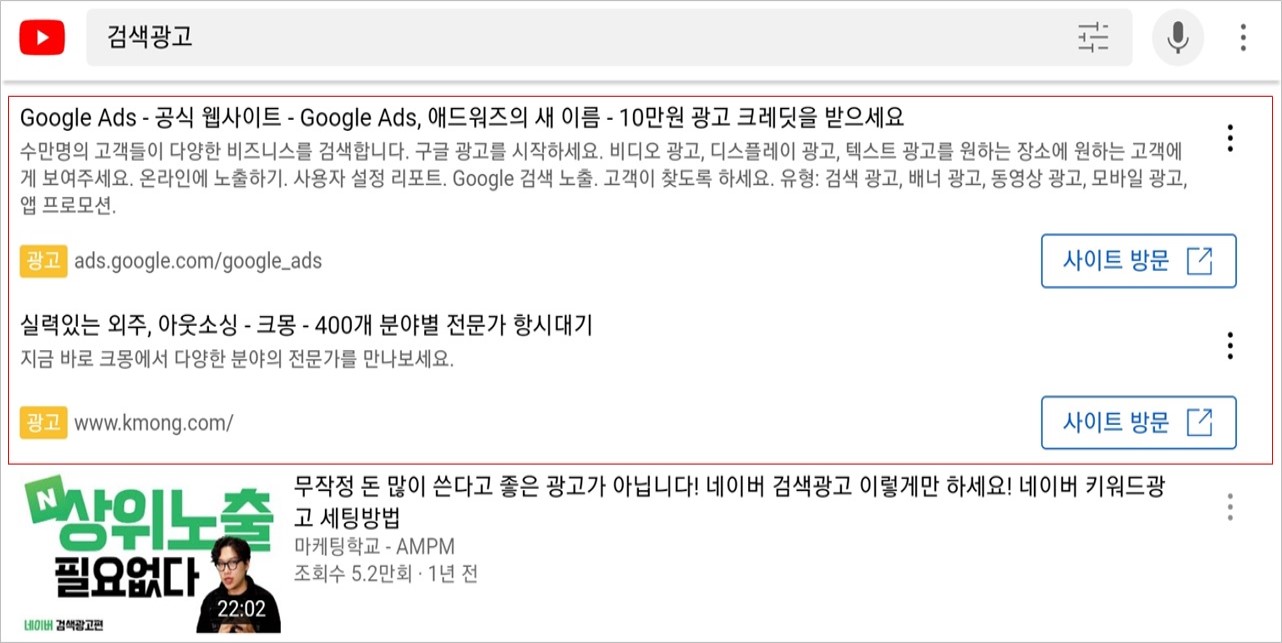 검색광고
Google Ads - 공식 웹사이트 - Google Ads, 애드워즈의 새 이름 - 10만원 광고 크레딧을 받으세요
수만명의 고객들이 다양한 비즈니스를 검색합니다. 구글 광고를 시작하세요. 비디오 광고, 디스플레이 광고, 텍스트 광고를 원하는 장소에 원하는 고객에
게 보여주세요. 온라인에 노출하기. 사용자 설정 리포트. Google 검색 노출. 고객이 찾도록 하세요. 유형: 검색 광고, 배너 광고, 동영상 광고, 모바일 광고,
앱 프로모션.
광고 ads.google.com/google_ads
사이트 방문
실력있는 외주, 아웃소싱 - 크몽 - 400개 분야별 전문가 항시대기
지금 바로 크몽에서 다양한 분야의 전문가를 만나보세요.
광고 www.kmong.com/
사이트 방문
N
상위노출
필요없다
네이버 검색광고편
22:02
무작정 돈 많이 쓴다고 좋은 광고가 아닙니다! 네이버 검색광고 이렇게만 하세요! 네이버 키워드광
고 세팅방법
마케팅학교 - AMPM
조회수 5.2만회 · 1년 전